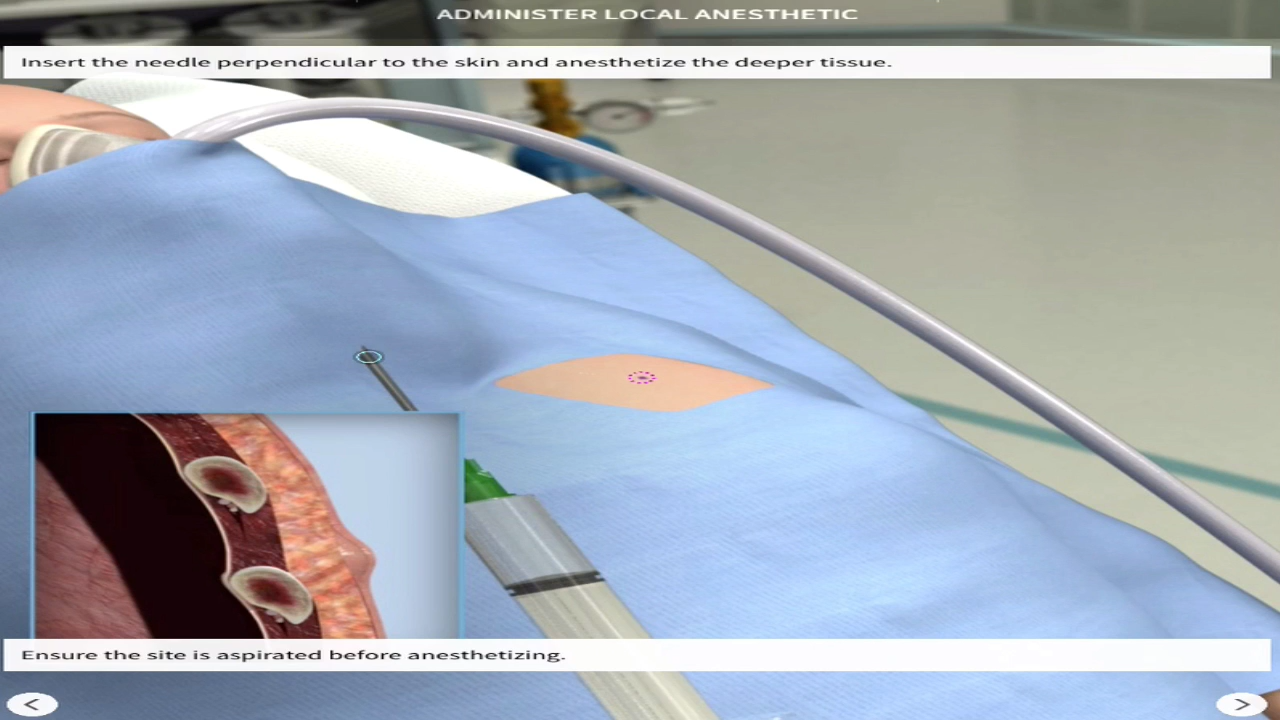 ADMINISTER LOCAL ANESTHETIC
Insert the needle perpendicular to the skin and anesthetize the deeper tissue.
Ensure the site is aspirated before anesthetizing.